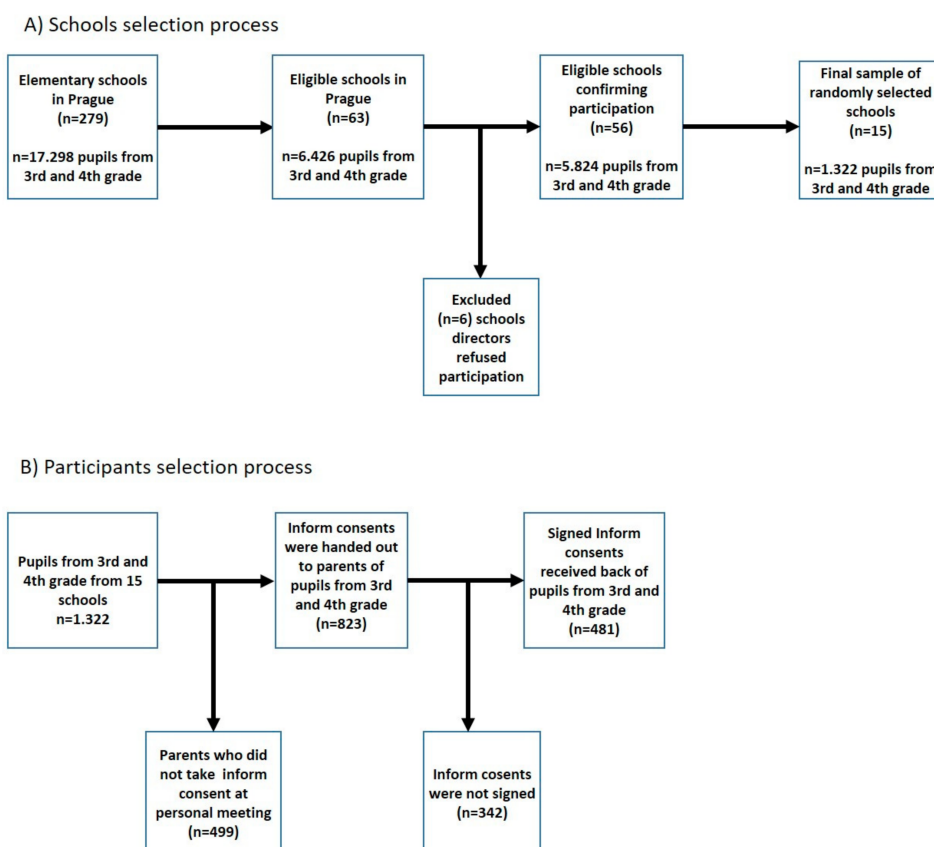 A) Schools selection process
Elementary schools
in Prague
(n=279)
n=17.298 pupils from
3rd and 4th grade
Eligible schools in
Prague
(n=63)
n=6.426 pupils from
3rd and 4th grade
Eligible schools
confirming
participation
(n=56)
n=5.824 pupils from
3rd and 4th grade
Final sample of
randomly selected
schools
(n=15)
n=1.322 pupils from
3rd and 4th grade
Excluded
(n=6) schools
directors
refused
participation
B) Participants selection process
Pupils from 3rd and
4th grade from 15
schools
n=1.322
Inform consents
were handed out
to parents of
pupils from 3rd
and 4th grade
(n=823)
Signed Inform
consents
received back of
pupils from 3rd and
4th grade
(n=481)
Parents who did
not take inform
consent at
personal meeting
(n=499)
Inform cosents
were not signed
(n=342)